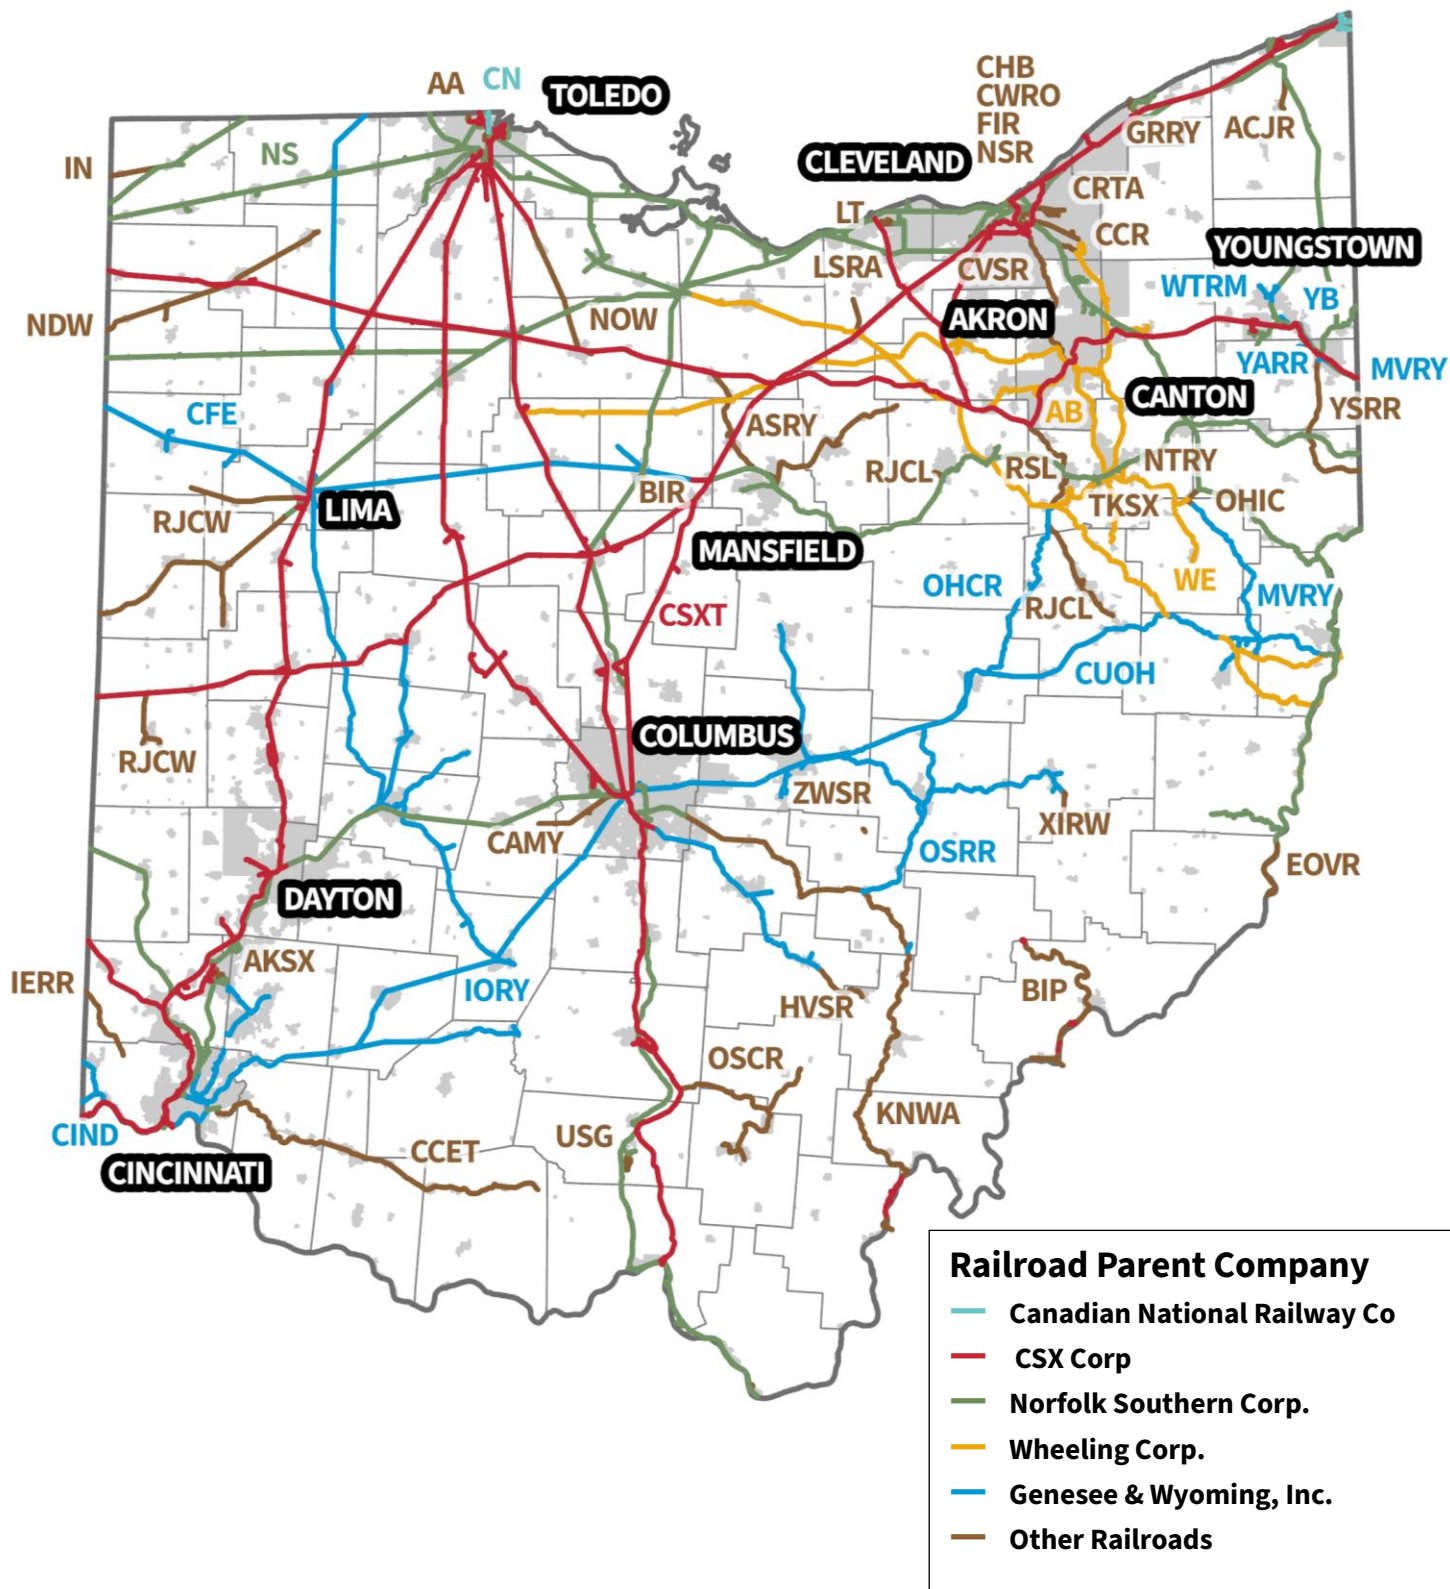 CHB
CWRO
FIR
NSR
AA
CN
TOLEDO
GRRY
ACJR
IN
NS
CLEVELAND
CRTA
LT
CCR
YOUNGSTOWN
LSRA
CVSR
WTRM
YB
NDW
NOW
AKRON
YARR
MVRY
CFE
CANTON
YSRR
AB
ASRY
RJCL
RSL
NTRY
BIR
TKSX
OHIC
LIMA
RJCW
MANSFIELD
WE
OHCR
MVRY
RJCL
CSXT
CUOH
COLUMBUS
RJCW
ZWSR
XIRW
CAMY
OSRR
EOVR
DAYTON
AKSX
IERR
IORY
BIP
HVSR
OSCR
KNWA
CIND
USG
CCET
CINCINNATI
Railroad Parent Company
Canadian National Railway Co
CSX Corp
Norfolk Southern Corp.
Wheeling Corp.
Genesee & Wyoming, Inc.
Other Railroads